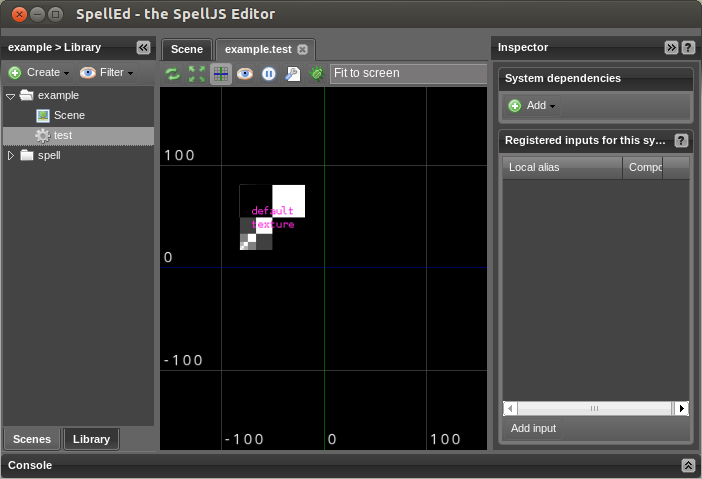 SpellEd - the SpellJS Editor
example > Library
Create
Filter
example
Scene
test
spell
Scenes
Library
Scene
example.test
Fit to screen
100
0
-100
default
texture
-100
0
100
Inspector
System dependencies
Add
Registered inputs for this sy...
Local alias
Compo
Add input
Console